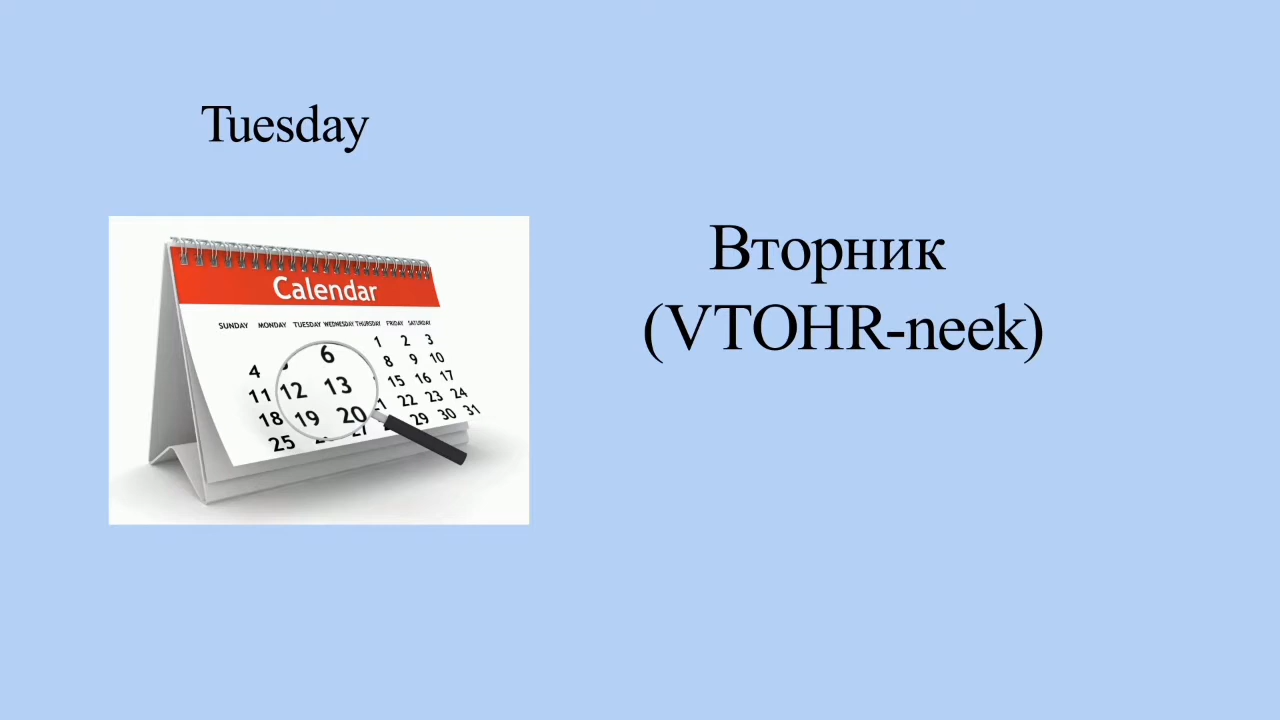 Tuesday
Вторник
(VTOHR-neek)
Calendar
SUNDAY MONDAY TUESDAY WEDNESDAY THURSDAY FRIDAY SATURDAY
1 2 3
4 6 8 9 10
11 12 13 15 16 17
18 19 20 22 23 24
25 27 29 30 31